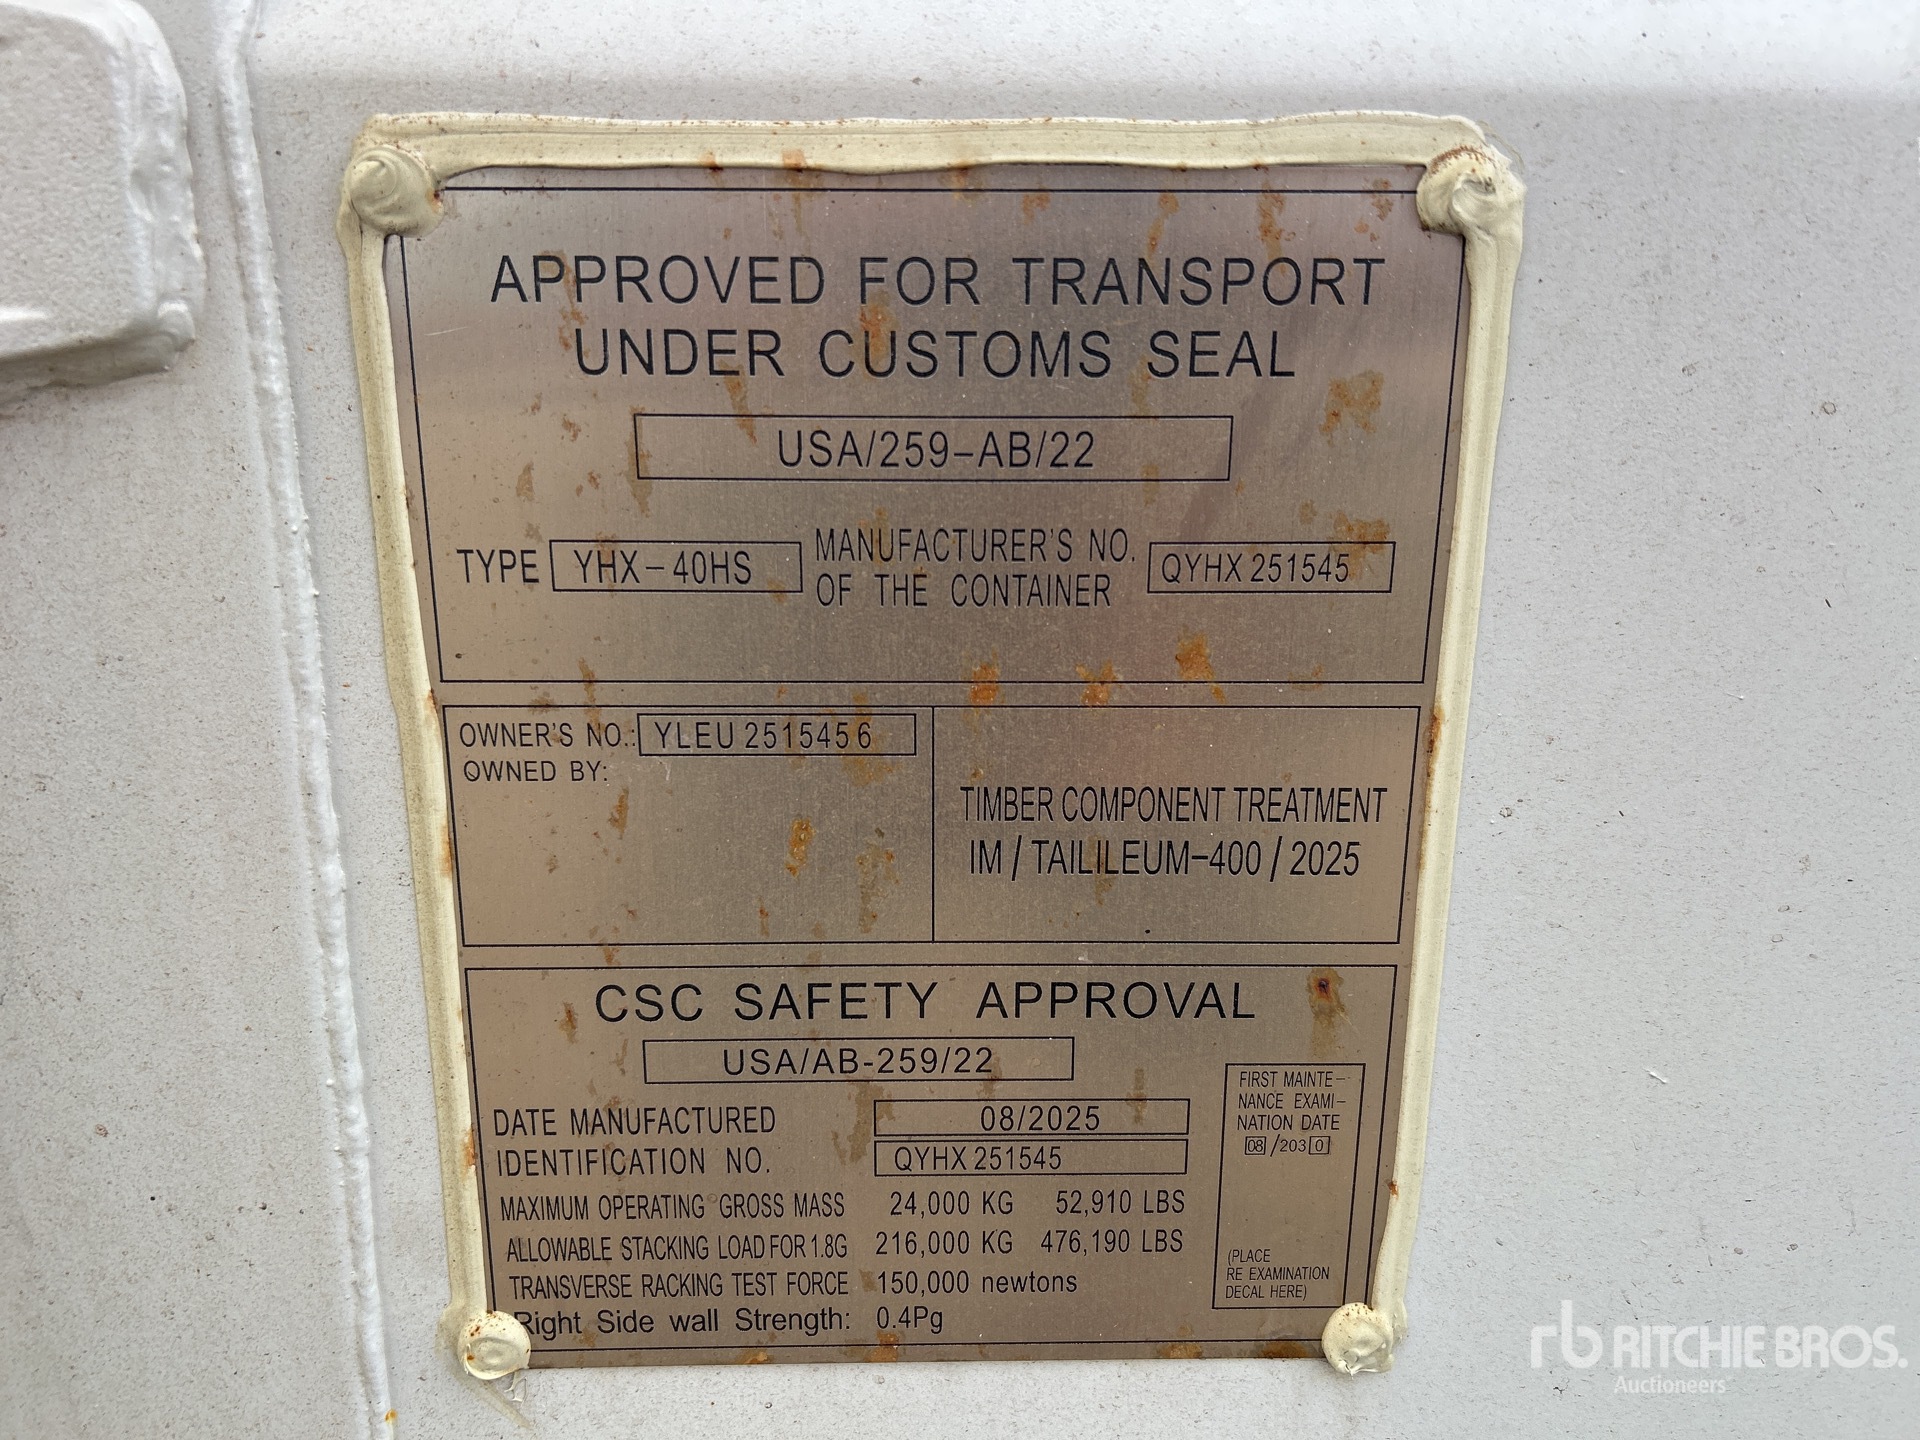 APPROVED FOR TRANSPORT
UNDER CUSTOMS SEAL
USA/259-AB/22
TYPE YHX-40HS MANUFACTURER'S NO. OF THE CONTAINER QYHX 251545
OWNER'S NO.: YLEU 251545 6
OWNED BY:
TIMBER COMPONENT TREATMENT
IM / TAILILEUM-400 / 2025
CSC SAFETY APPROVAL
USA/AB-259/22
DATE MANUFACTURED 08/2025
IDENTIFICATION NO. QYHX 251545
MAXIMUM OPERATING GROSS MASS 24,000 KG 52,910 LBS
ALLOWABLE STACKING LOAD FOR 1.8G 216,000 KG 476,190 LBS
TRANSVERSE RACKING TEST FORCE 150,000 newtons
Right Side wall Strength: 0.4Pg
FIRST MAINTE-
NANCE EXAMI-
NATION DATE
08/2030
(PLACE
RE EXAMINATION
DECAL HERE)
rb RITCHIE BROS.
Auctioneers